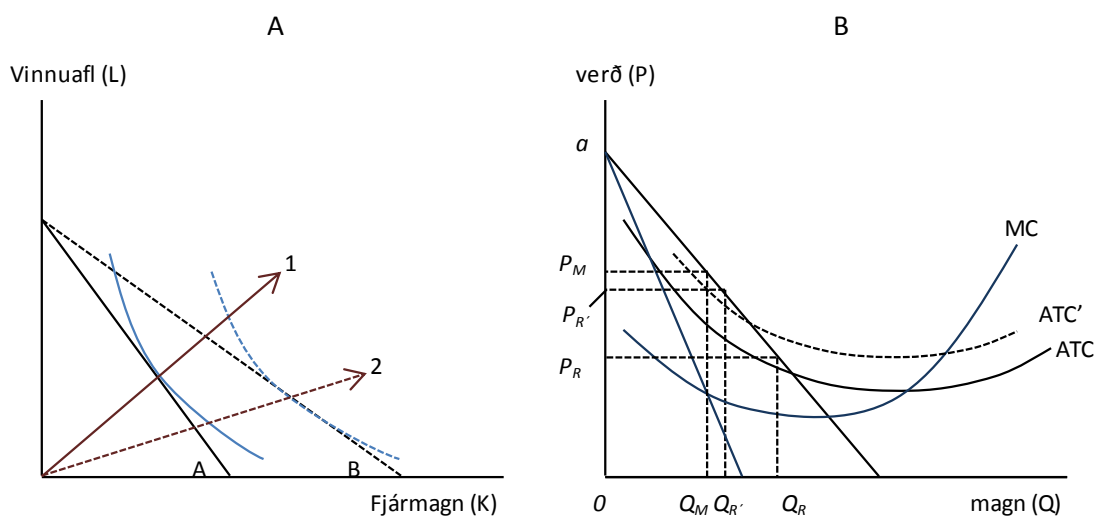 A
Vinnuafl (L)
1
2
A
B
Fjármagn (K)
B
verð (P)
a
MC
P_M
P_R´
ATC’
ATC
P_R
0
Q_M Q_R´ Q_R
magn (Q)